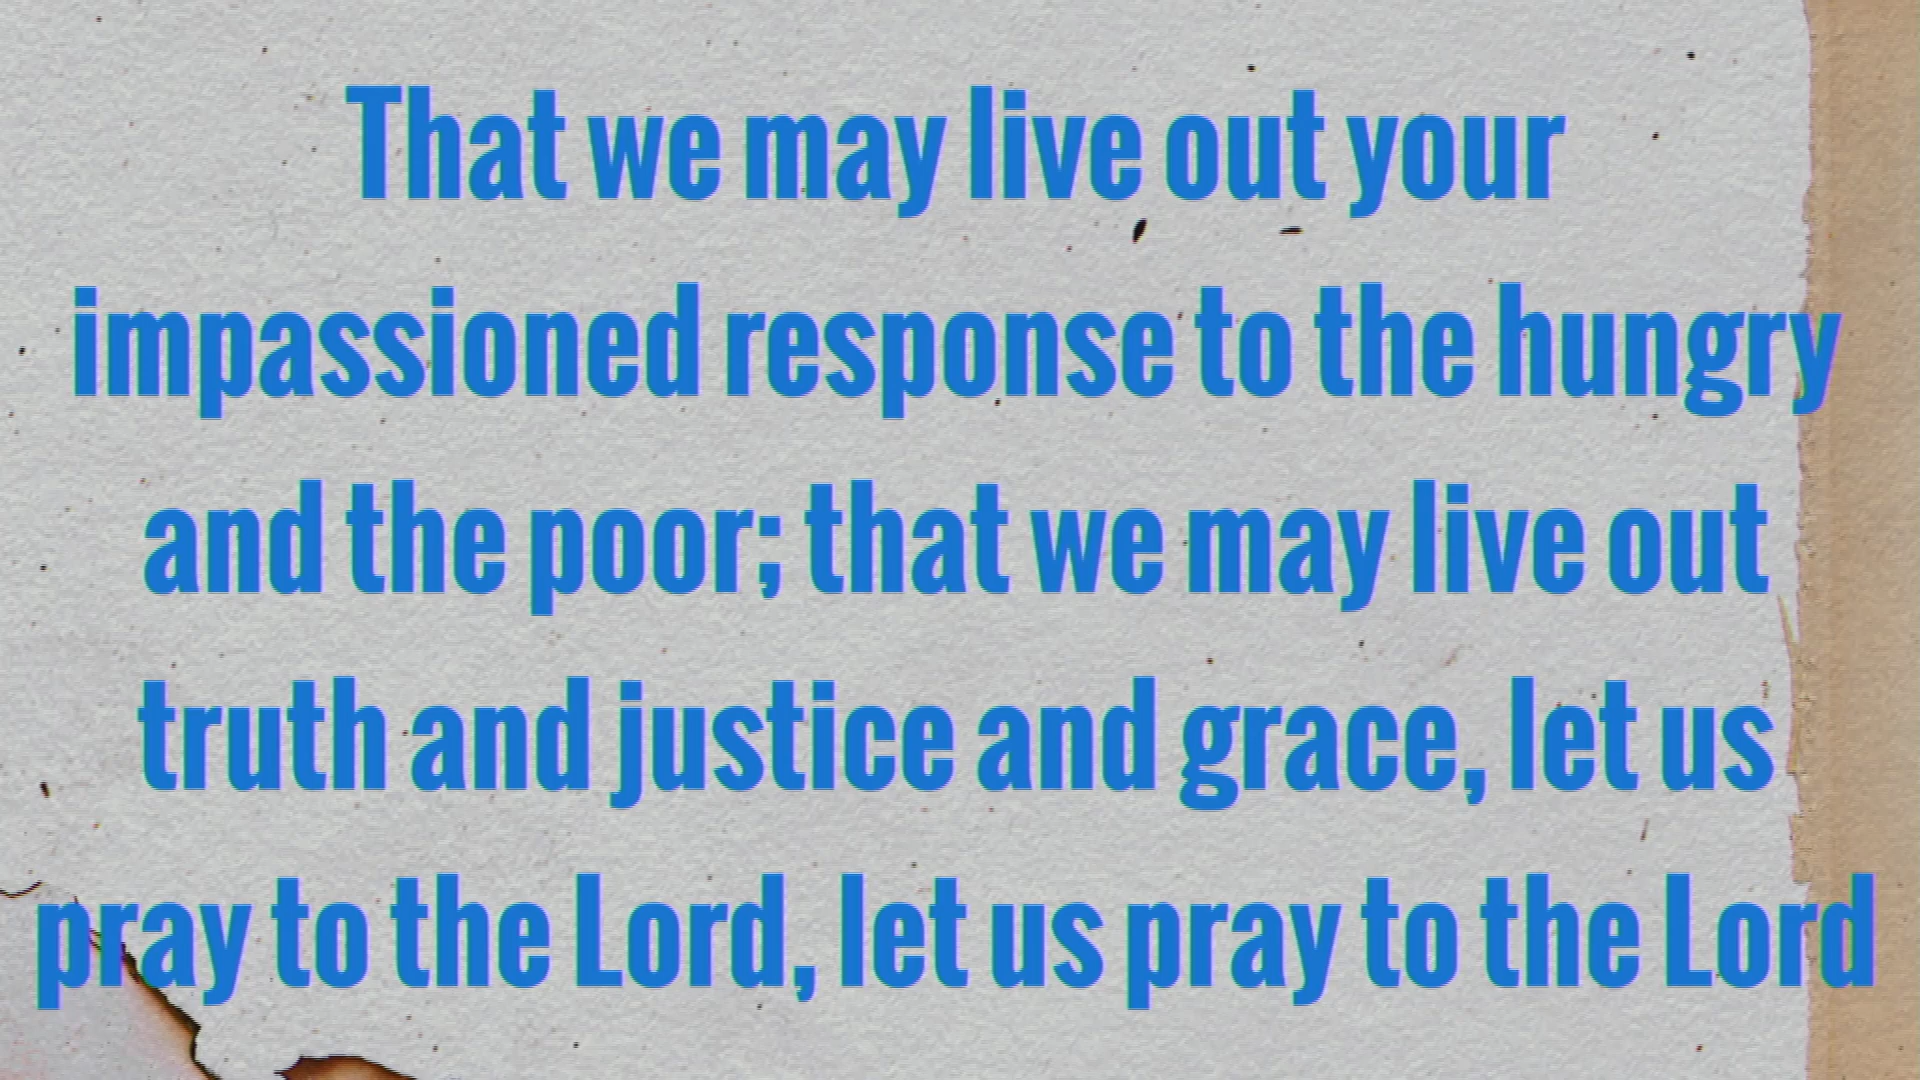 That we may live out your
impassioned response to the hungry
and the poor; that we may live out
truth and justice and grace, let us
pray to the Lord, let us pray to the Lord